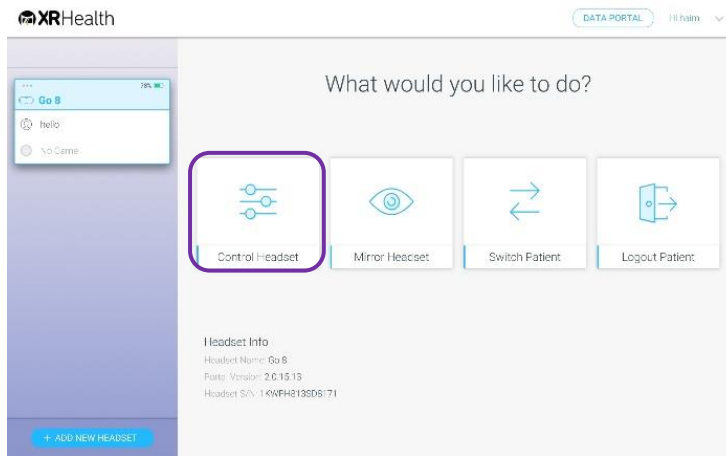 XRHealth
DATA PORTAL
Hi haim
What would you like to do?
78%
Go 8
hello
No Game
Control Headset
Mirror Headset
Switch Patient
Logout Patient
Headset Info
Headset Name: Go 8
Portal Version: 2.0.15.13
Headset S/N:
+ ADD NEW HEADSET